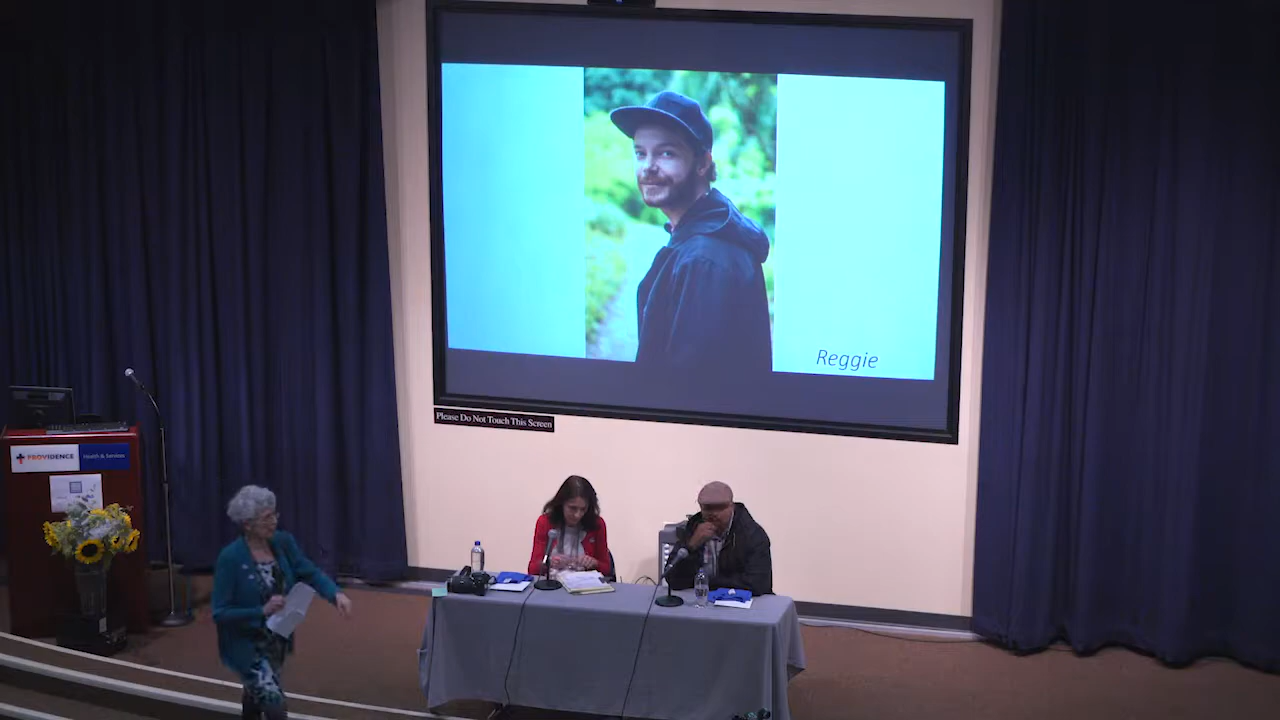 Reggie
Please Do Not Touch This Screen
PROVIDENCE
Health & Services